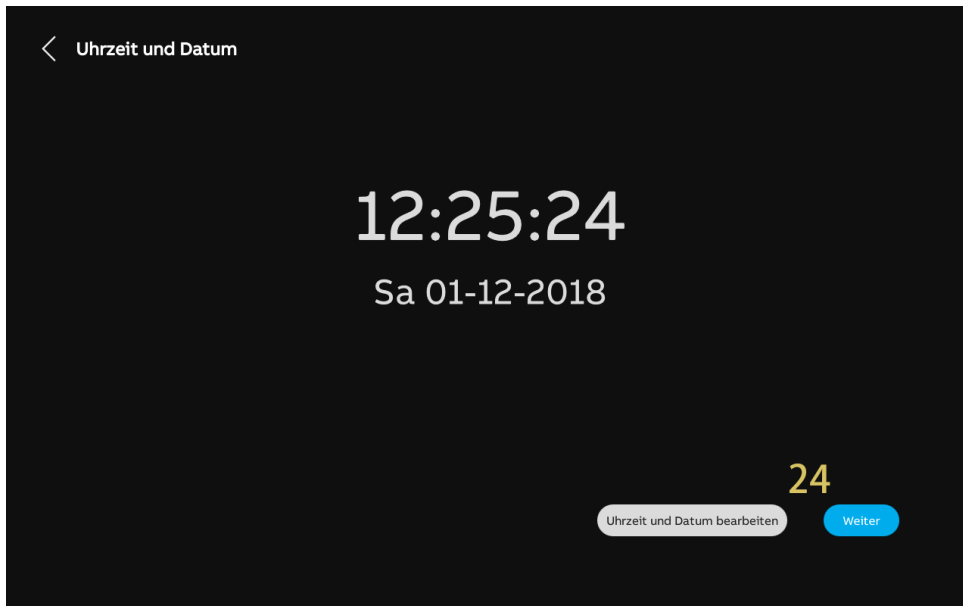 Uhrzeit und Datum
12:25:24
Sa 01-12-2018
24
Uhrzeit und Datum bearbeiten
Weiter